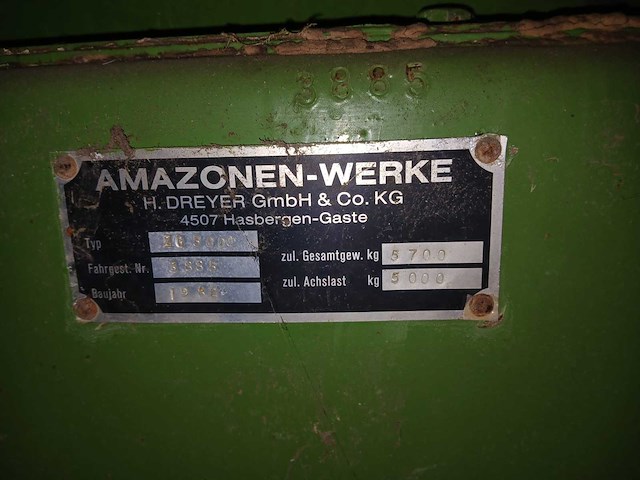 3885
AMAZONEN-WERKE
H. DREYER GmbH & Co. KG
4507 Hasbergen-Gaste
Typ
zul. Gesamtgew. kg 5700
Fahrgest. Nr.
zul. Achslast kg 5000
Baujahr